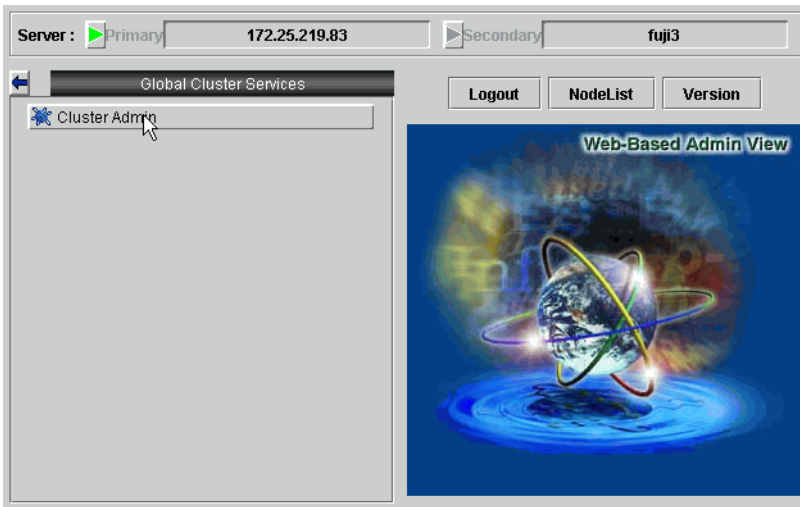 Server : Primary 172.25.219.83 Secondary fuji3
Global Cluster Services
Cluster Admin
Logout NodeList Version
Web-Based Admin View